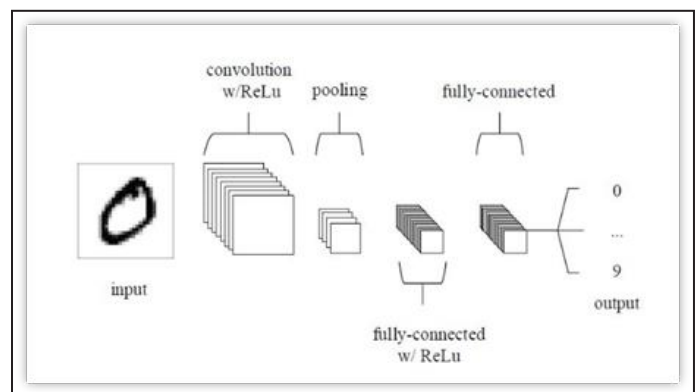 convolution
w/ReLu
pooling
fully-connected
input
0
...
9
output
fully-connected
w/ ReLu